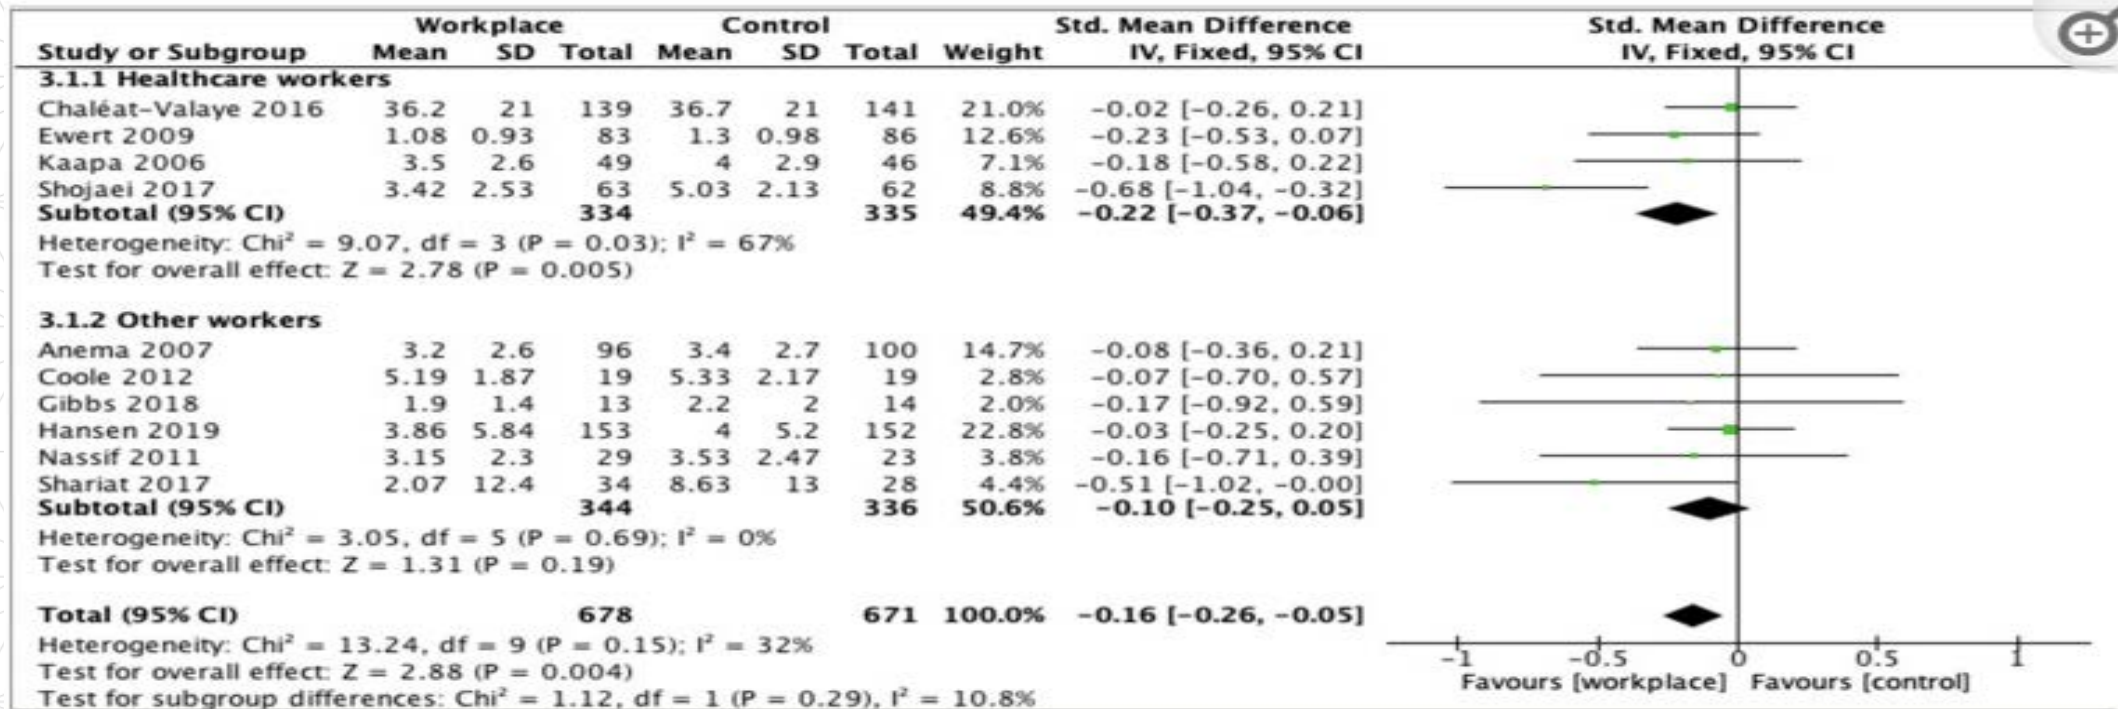 Workplace Control Std. Mean Difference Std. Mean Difference
Study or Subgroup Mean SD Total Mean SD Total Weight IV, Fixed, 95% CI IV, Fixed, 95% CI
3.1.1 Healthcare workers
Chaléat-Valaye 2016 36.2 21 139 36.7 21 141 21.0% -0.02 [-0.26, 0.21]
Ewert 2009 1.08 0.93 83 1.3 0.98 86 12.6% -0.23 [-0.53, 0.07]
Kaapa 2006 3.5 2.6 49 4 2.9 46 7.1% -0.18 [-0.58, 0.22]
Shojaei 2017 3.42 2.53 63 5.03 2.13 62 8.8% -0.68 [-1.04, -0.32]
Subtotal (95% CI) 334 335 49.4% -0.22 [-0.37, -0.06]
Heterogeneity: Chi² = 9.07, df = 3 (P = 0.03); I² = 67%
Test for overall effect: Z = 2.78 (P = 0.005)
3.1.2 Other workers
Anema 2007 3.2 2.6 96 3.4 2.7 100 14.7% -0.08 [-0.36, 0.21]
Coole 2012 5.19 1.87 19 5.33 2.17 19 2.8% -0.07 [-0.70, 0.57]
Gibbs 2018 1.9 1.4 13 2.2 2 14 2.0% -0.17 [-0.92, 0.59]
Hansen 2019 3.86 5.84 153 4 5.2 152 22.8% -0.03 [-0.25, 0.20]
Nassif 2011 3.15 2.3 29 3.53 2.47 23 3.8% -0.16 [-0.71, 0.39]
Shariat 2017 2.07 12.4 34 8.63 13 28 4.4% -0.51 [-1.02, -0.00]
Subtotal (95% CI) 344 336 50.6% -0.10 [-0.25, 0.05]
Heterogeneity: Chi² = 3.05, df = 5 (P = 0.69); I² = 0%
Test for overall effect: Z = 1.31 (P = 0.19)
Total (95% CI) 678 671 100.0% -0.16 [-0.26, -0.05]
Heterogeneity: Chi² = 13.24, df = 9 (P = 0.15); I² = 32%
-1 -0.5 0 0.5 1
Test for overall effect: Z = 2.88 (P = 0.004)
Favours [workplace] Favours [control]
Test for subgroup differences: Chi² = 1.12, df = 1 (P = 0.29), I² = 10.8%